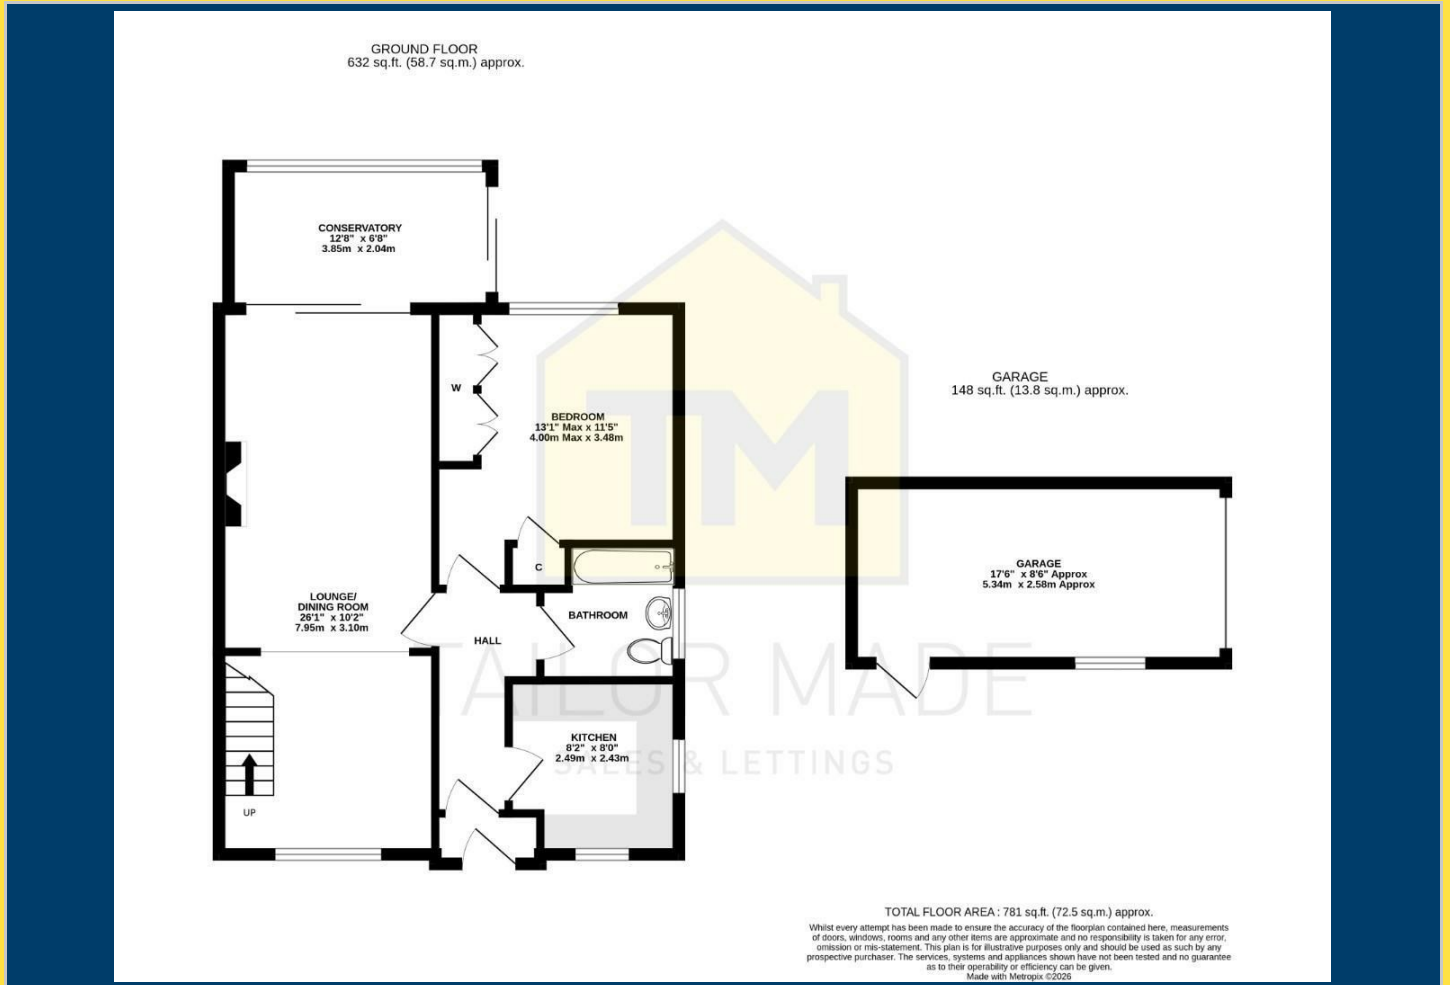 GROUND FLOOR
632 sq.ft. (58.7 sq.m.) approx.
CONSERVATORY
12'8" x 6'8"
3.85m x 2.04m
W
BEDROOM
13'1" Max x 11'5"
4.00m Max x 3.48m
TM
GARAGE
148 sq.ft. (13.8 sq.m.) approx.
GARAGE
17'6" x 8'6" Approx
5.34m x 2.58m Approx
C
LOUNGE/
DINING ROOM
26'1" x 10'2"
7.95m x 3.10m
BATHROOM
HALL
TAILOR MADE
SALES & LETTINGS
KITCHEN
8'2" x 8'0"
2.49m x 2.43m
UP
TOTAL FLOOR AREA : 781 sq.ft. (72.5 sq.m.) approx.
Whilst every attempt has been made to ensure the accuracy of the floorplan contained here, measurements
of doors, windows, rooms and any other items are approximate and no responsibility is taken for any error,
omission or mis-statement. This plan is for illustrative purposes only and should be used as such by any
prospective purchaser. The services, systems and appliances shown have not been tested and no guarantee
as to their operability or efficiency can be given.
Made with Metropix ©2026